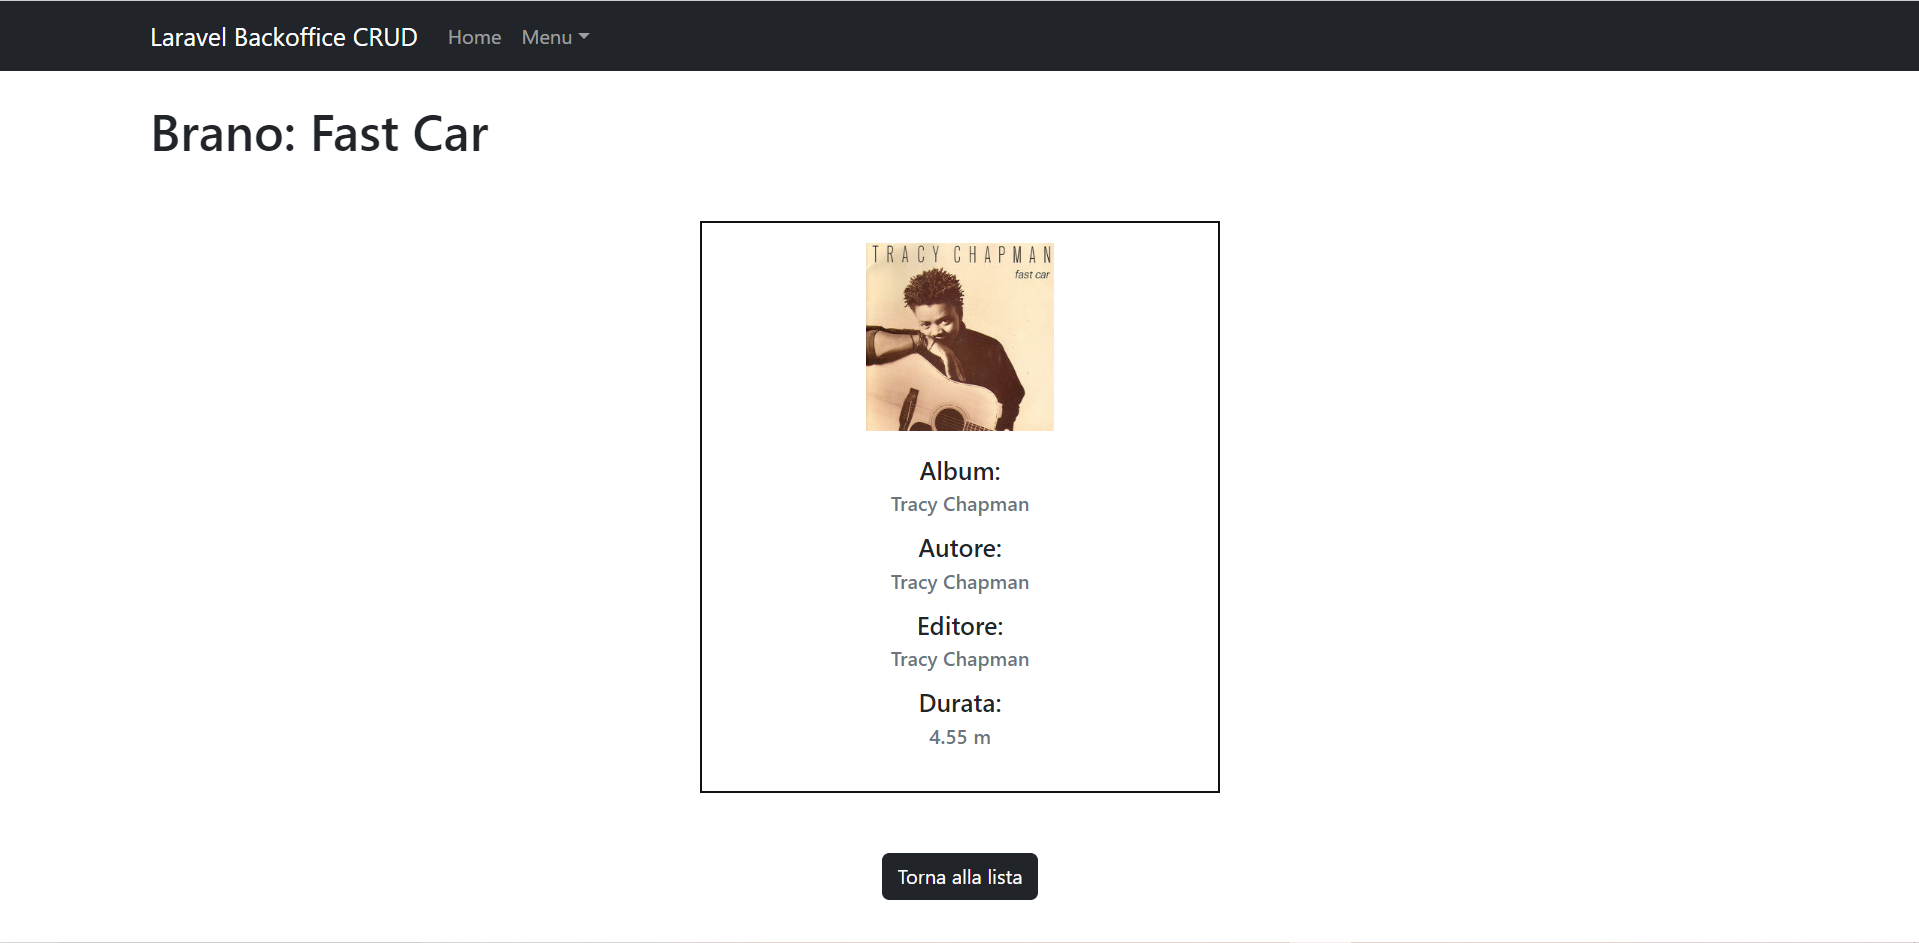 Laravel Backoffice CRUD Home Menu
Brano: Fast Car
TRACY CHAPMAN
fast car
Album:
Tracy Chapman
Autore:
Tracy Chapman
Editore:
Tracy Chapman
Durata:
4.55 m
Torna alla lista